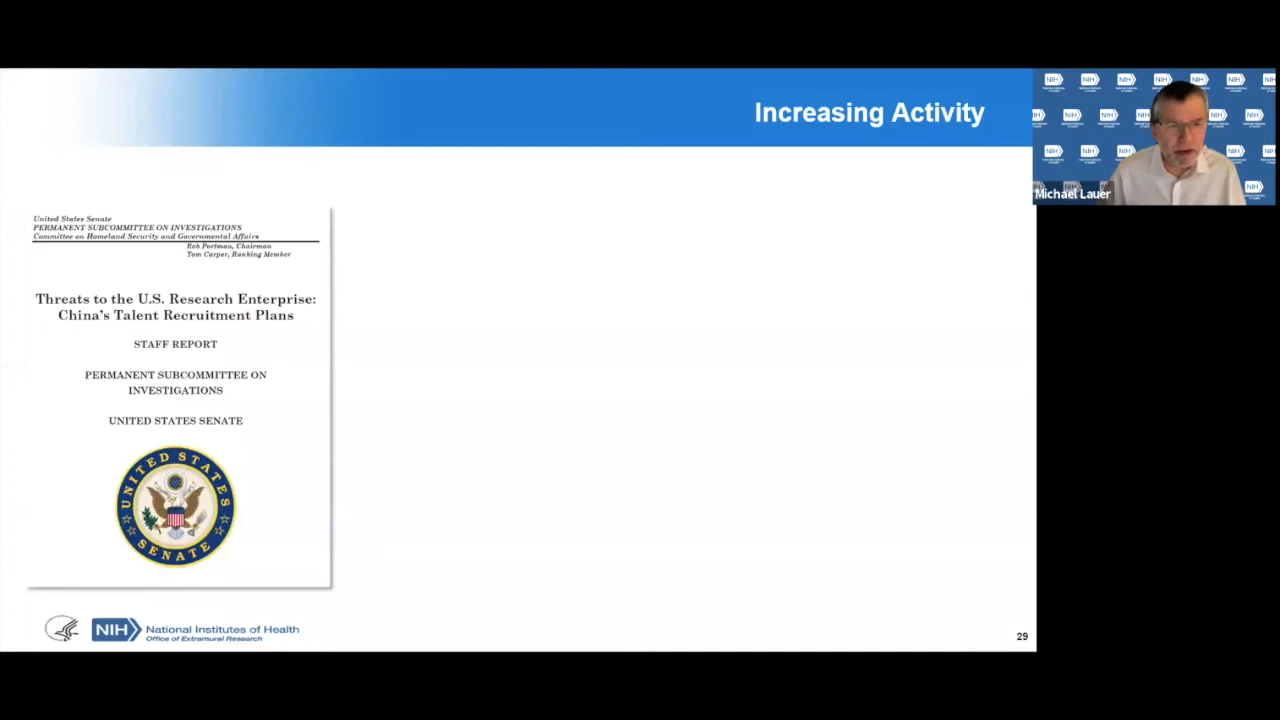 Increasing Activity
United States Senate
PERMANENT SUBCOMMITTEE ON INVESTIGATIONS
Committee on Homeland Security and Governmental Affairs
Rob Portman, Chairman
Tom Carper, Ranking Member
Threats to the U.S. Research Enterprise:
China's Talent Recruitment Plans
STAFF REPORT
PERMANENT SUBCOMMITTEE ON
INVESTIGATIONS
UNITED STATES SENATE
UNITED STATES
SENATE
NIH
National Institutes of Health
Office of Extramural Research
29
Michael Lauer
NIH